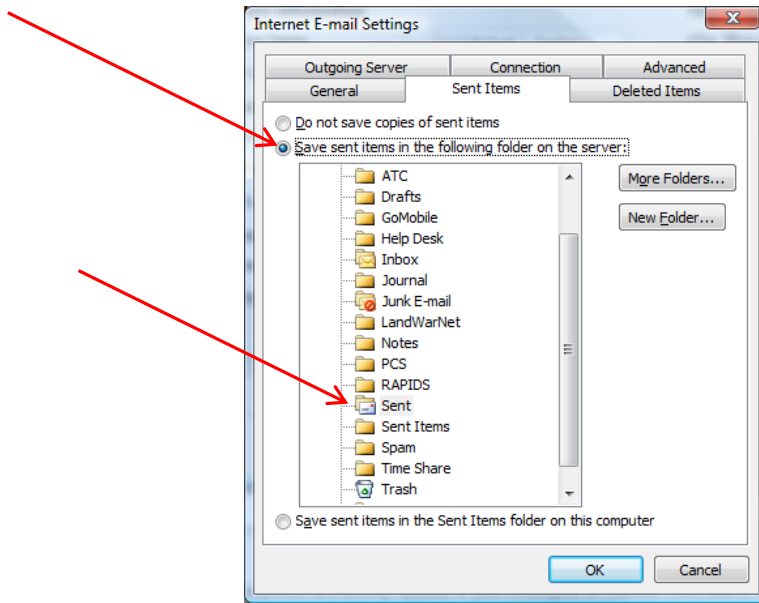 Internet E-mail Settings
Outgoing Server Connection Advanced
General Sent Items Deleted Items
Do not save copies of sent items
Save sent items in the following folder on the server:
ATC
More Folders...
Drafts
GoMobile
New Folder...
Help Desk
Inbox
Journal
Junk E-mail
LandWarNet
Notes
PCS
RAPIDS
Sent
Sent Items
Spam
Time Share
Trash
Save sent items in the Sent Items folder on this computer
OK Cancel